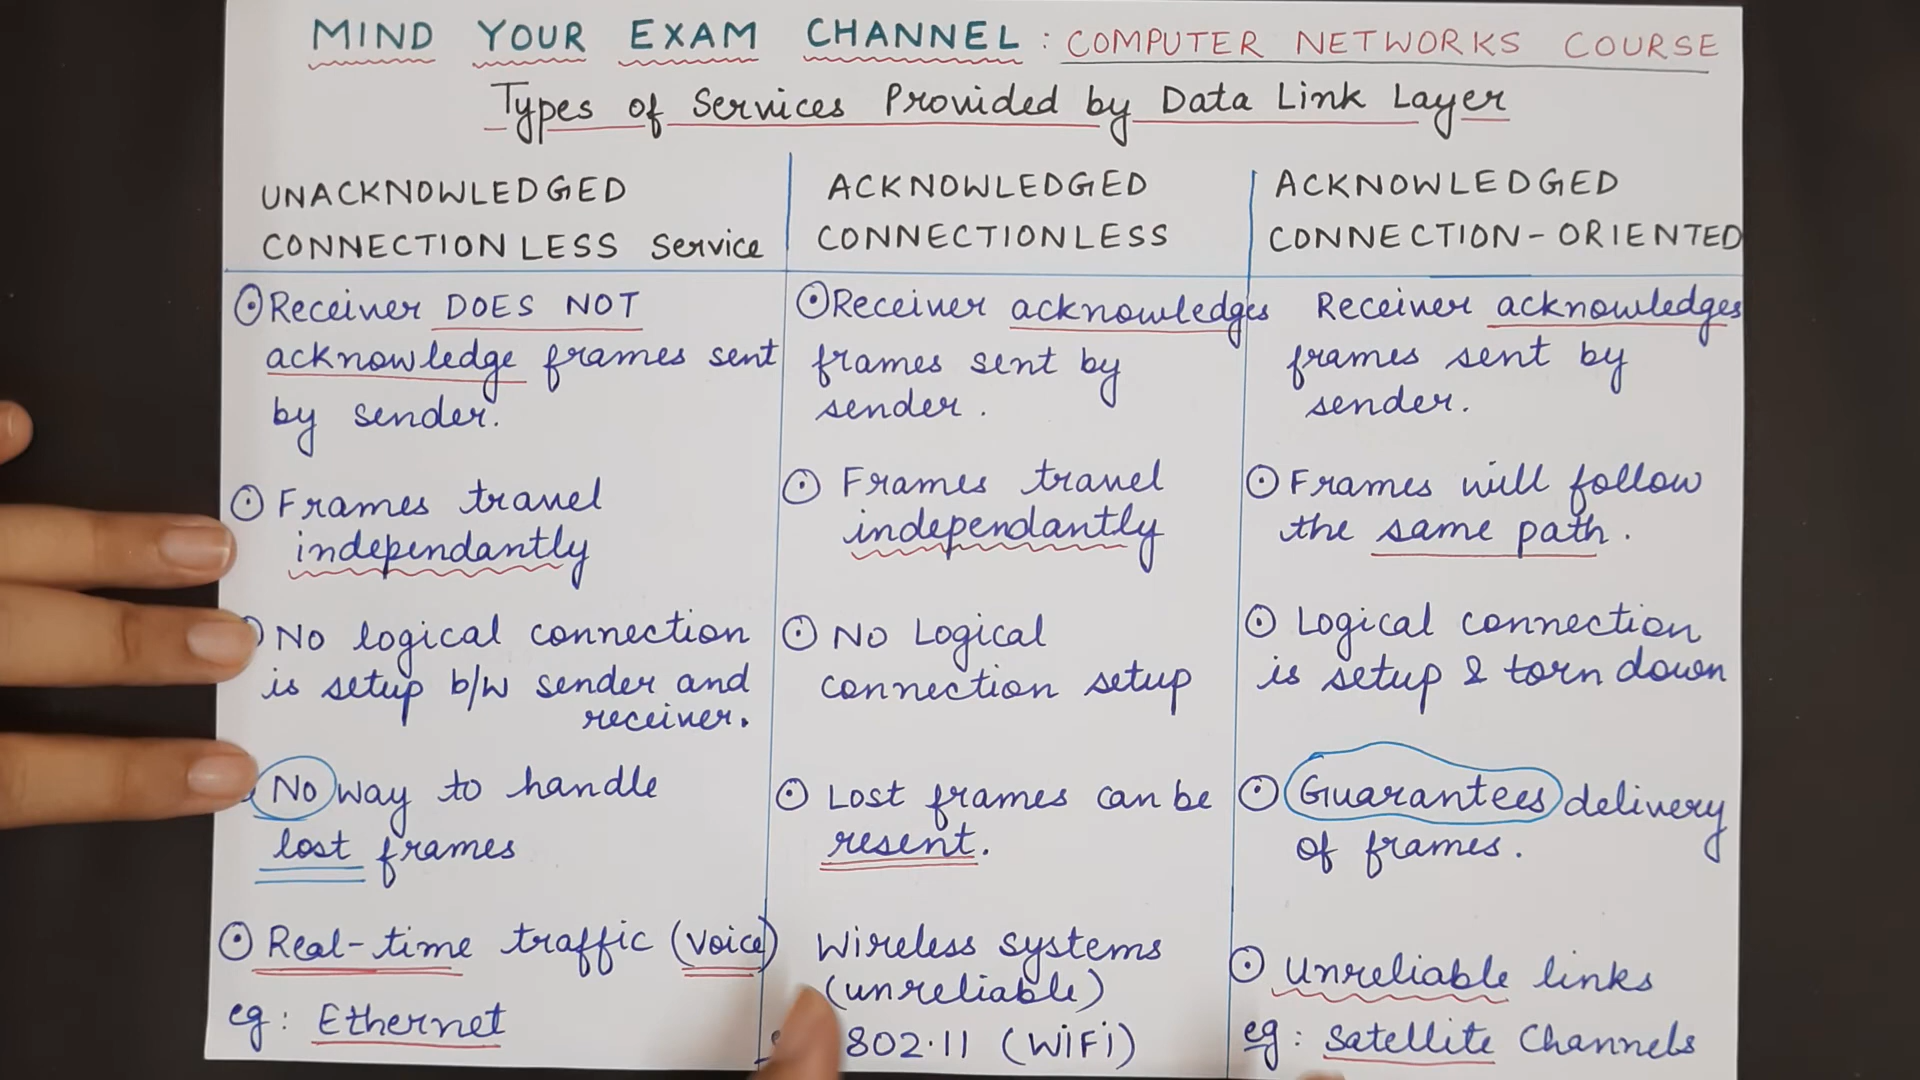 MIND YOUR EXAM CHANNEL : COMPUTER NETWORKS COURSE
Types of Services Provided by Data Link Layer
UNACKNOWLEDGED
CONNECTIONLESS Service
⊙ Receiver DOES NOT
acknowledge frames sent
by sender.
⊙ Frames travel
independantly
No logical connection
is setup b/w sender and
receiver.
No way to handle
lost frames
⊙ Real-time traffic (voice)
eg: Ethernet
ACKNOWLEDGED
CONNECTIONLESS
⊙ Receiver acknowledges
frames sent by
sender.
⊙ Frames travel
independantly
⊙ No Logical
connection setup
⊙ Lost frames can be
resent.
Wireless systems
(unreliable)
802.11 (WiFi)
ACKNOWLEDGED
CONNECTION-ORIENTED
Receiver acknowledges
frames sent by
sender.
⊙ Frames will follow
the same path.
⊙ Logical connection
is setup & torn down
⊙ Guarantees delivery
of frames.
⊙ Unreliable links
eg: Satellite Channels